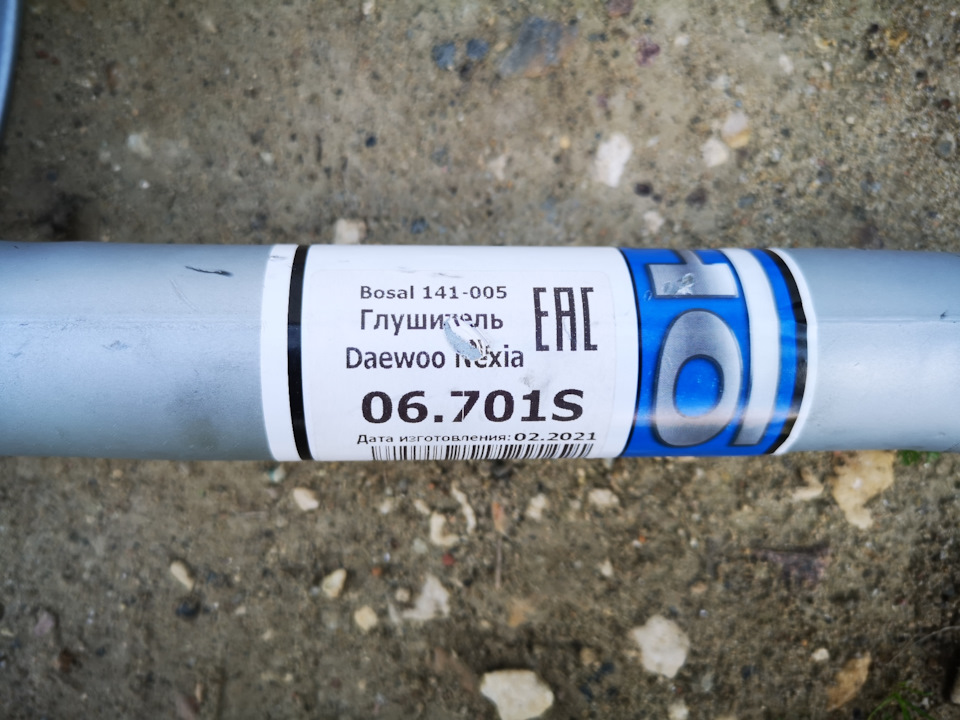 Bosal 141-005
Глушитель
Daewoo Nexia
EAC
06.701S
Дата изготовления: 02.2021